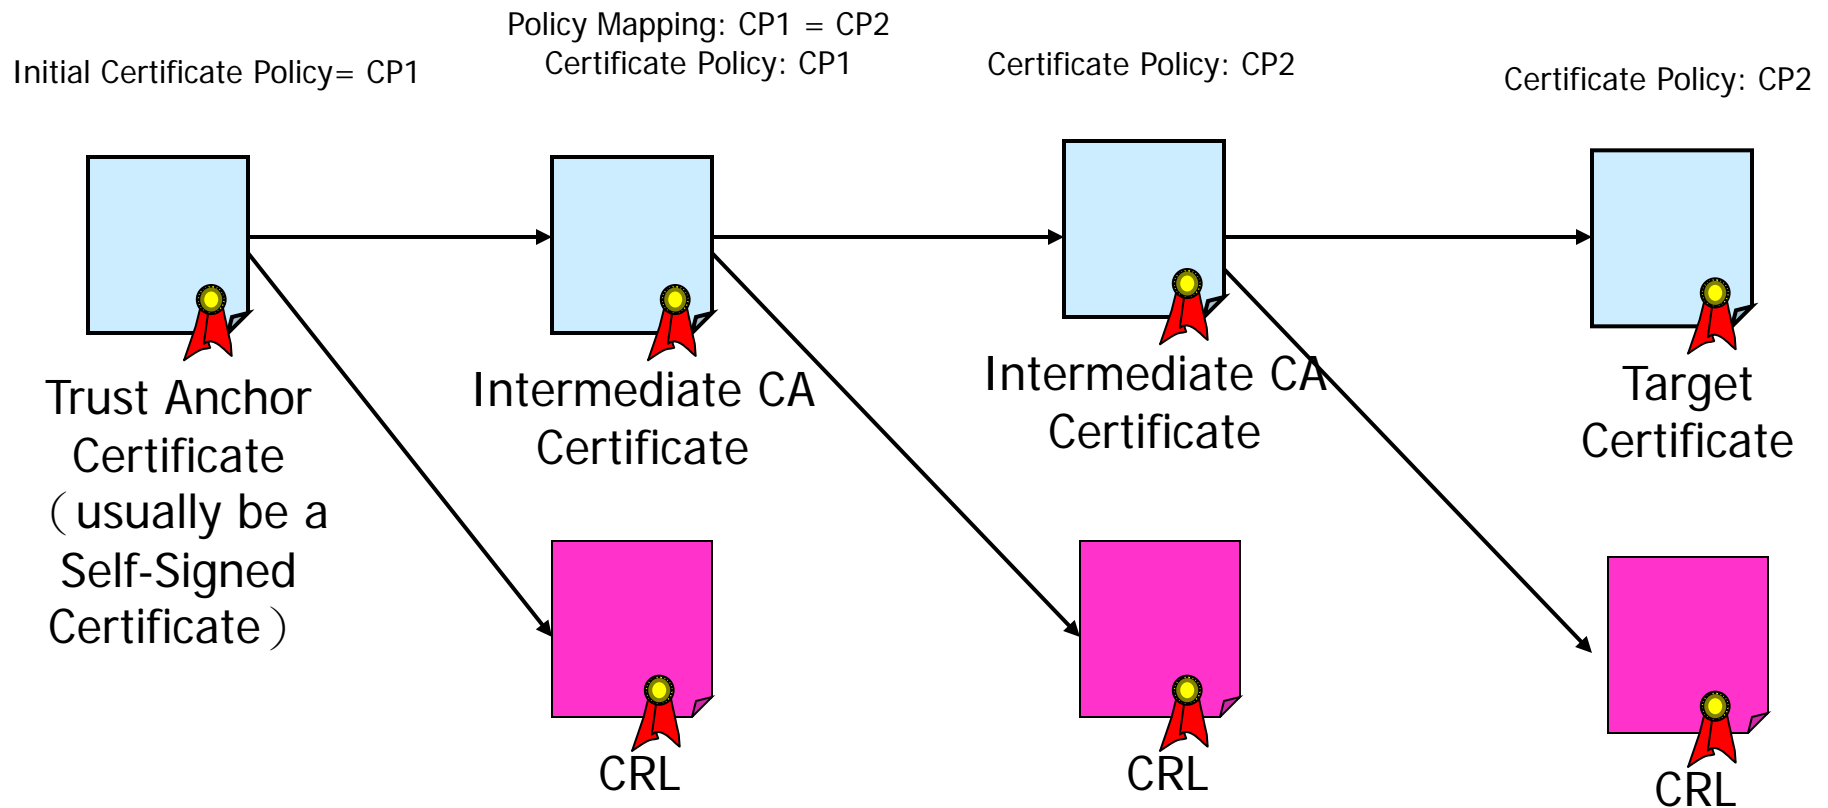 Policy Mapping: CP1 = CP2
Certificate Policy: CP1
Initial Certificate Policy= CP1
Certificate Policy: CP2
Certificate Policy: CP2
Trust Anchor
Certificate
（usually be a
Self-Signed
Certificate）
Intermediate CA
Certificate
Intermediate CA
Certificate
Target
Certificate
CRL
CRL
CRL